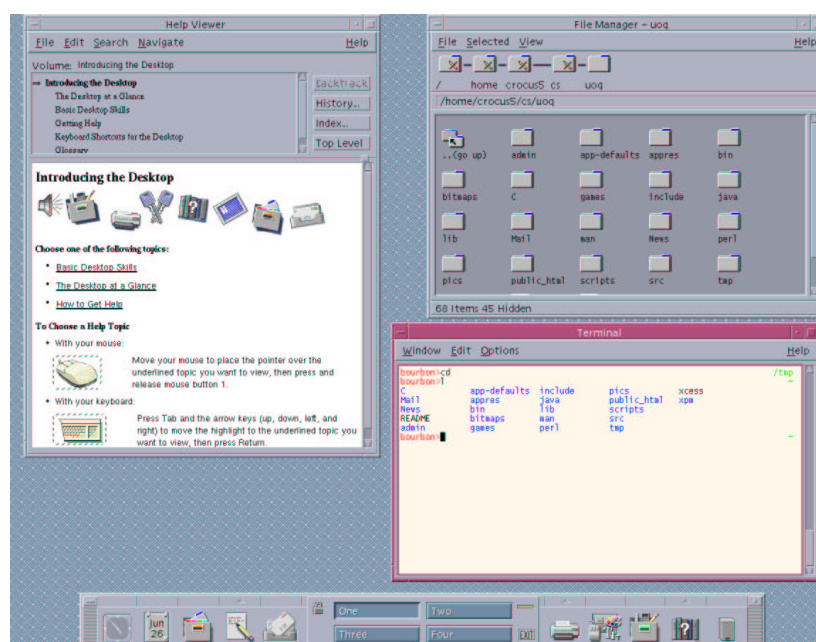 Help Viewer
File Edit Search Navigate Help
Volume: Introducing the Desktop
Introducing the Desktop
The Desktop at a Glance
Basic Desktop Skills
Getting Help
Keyboard Shortcuts for the Desktop
Glossary
Backtrack
History...
Index...
Top Level
Introducing the Desktop
Choose one of the following topics:
• Basic Desktop Skills
• The Desktop at a Glance
• How to Get Help
To Choose a Help Topic
• With your mouse:
Move your mouse to place the pointer over the
underlined topic you want to view, then press and
release mouse button 1.
• With your keyboard:
Press Tab and the arrow keys (up, down, left, and
right) to move the highlight to the underlined topic you
want to view, then press Return.
File Manager - uoq
File Selected View Help
/ home crocus5 cs uoq
/home/crocus5/cs/uoq
..(go up) admin app-defaults appres bin
bitmaps C games include java
lib Mail man News perl
pics public_html scripts src tmp
68 Items 45 Hidden
Terminal
Window Edit Options Help
bourbon>cd /tmp
bourbon>l ~
C app-defaults include pics xcess
Mail appres java public_html xpm
News bin lib scripts
README bitmaps man src
admin games perl tmp
bourbon> ~
Jun
26
One Two
Three Four
EXIT